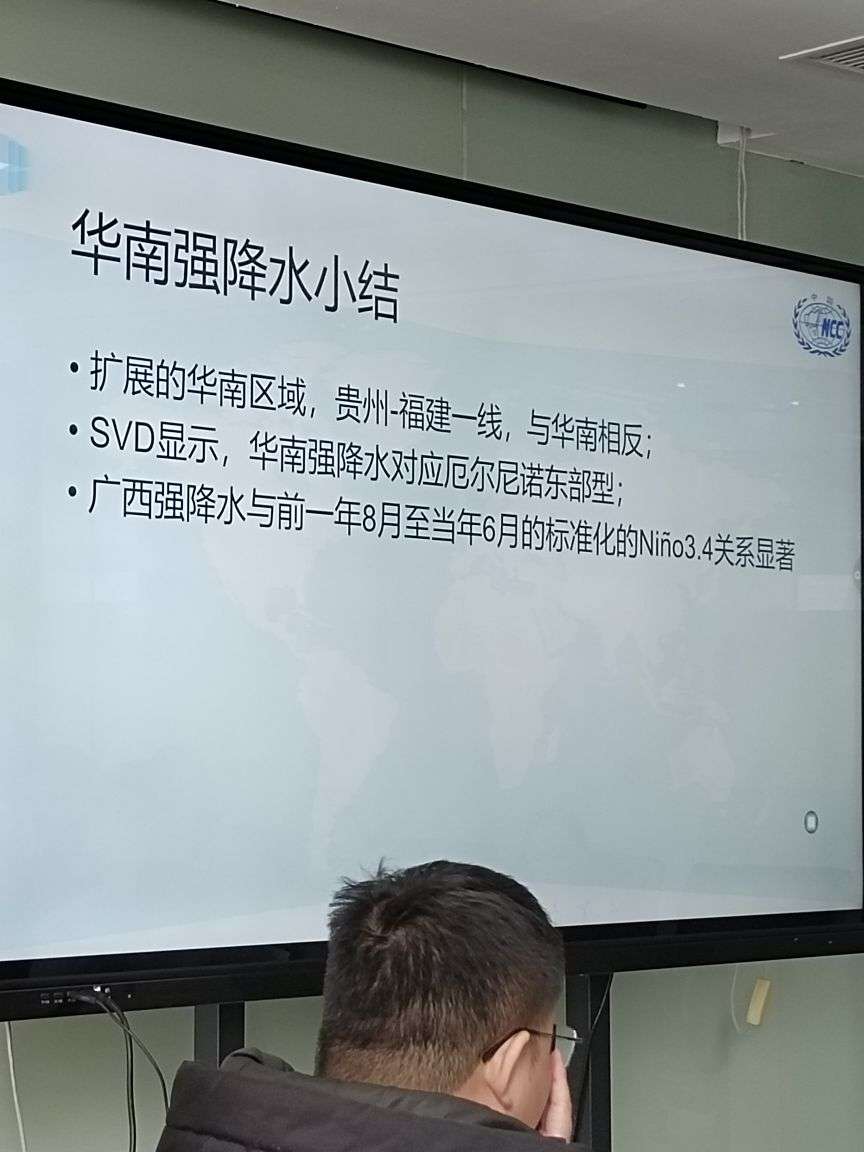 华南强降水小结
中国
NCC
• 扩展的华南区域，贵州-福建一线，与华南相反；
• SVD显示，华南强降水对应厄尔尼诺东部型；
• 广西强降水与前一年8月至当年6月的标准化的Niño3.4关系显著